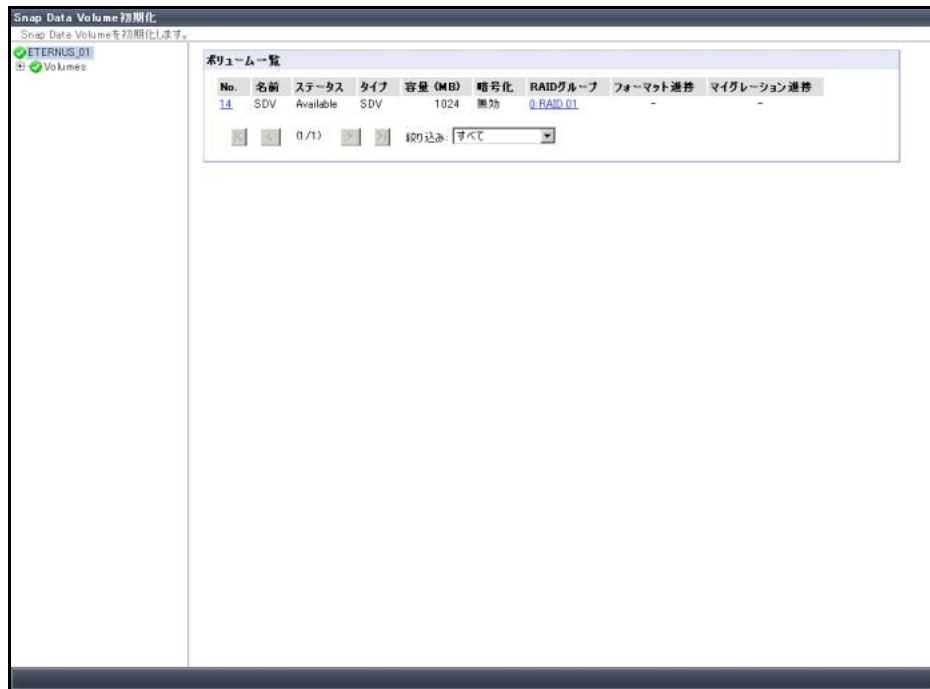 Snap Data Volume初期化
Snap Data Volumeを初期化します。
ETERNUS_01
Volumes
ボリューム一覧
No. 名前 ステータス タイプ 容量 (MB) 暗号化 RAIDグループ フォーマット進捗 マイグレーション進捗
14 SDV Available SDV 1024 無効 0:RAID 01 - -
(1/1) 絞り込み: すべて